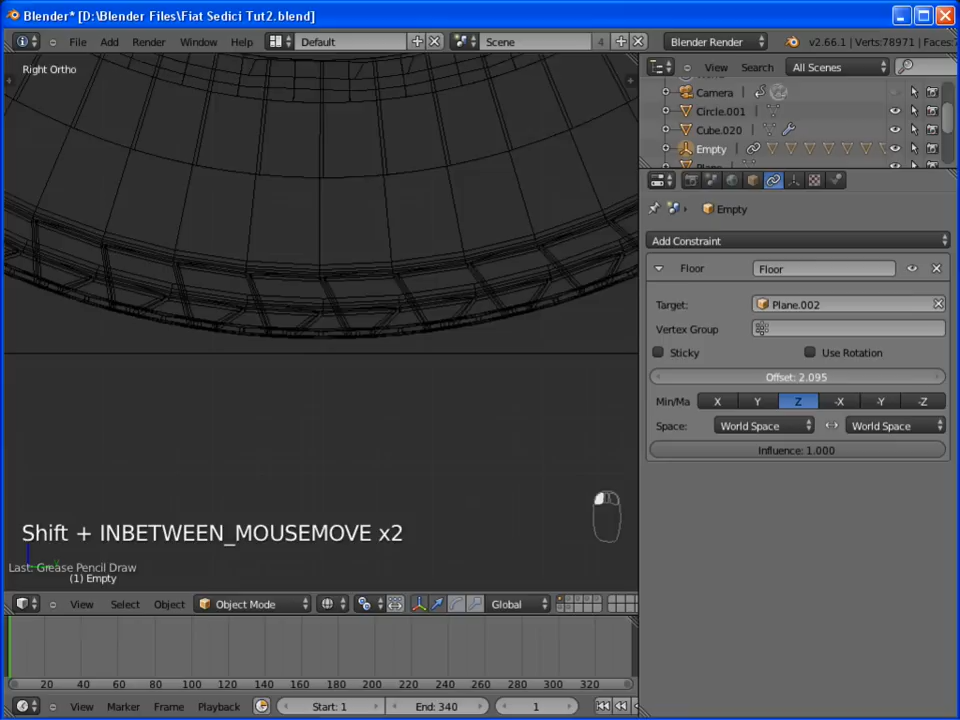 Blender* [D:\Blender Files\Fiat Sedici Tut2.blend]
File Add Render Window Help Default Scene 4 Blender Render v2.66.1 | Verts:78971 | Faces:
Right Ortho
View Search All Scenes
Camera
Circle.001
Cube.020
Empty
Empty
Add Constraint
Floor Floor
Target: Plane.002
Vertex Group
Sticky Use Rotation
Offset: 2.095
Min/Ma X Y Z -X -Y -Z
Space: World Space World Space
Influence: 1.000
Shift + INBETWEEN_MOUSEMOVE x2
Last: Grease Pencil Draw
(1) Empty
View Select Object Object Mode Global
20 40 60 80 100 120 140 160 180 200 220 240 260 280 300 320
View Marker Frame Playback Start: 1 End: 340 1